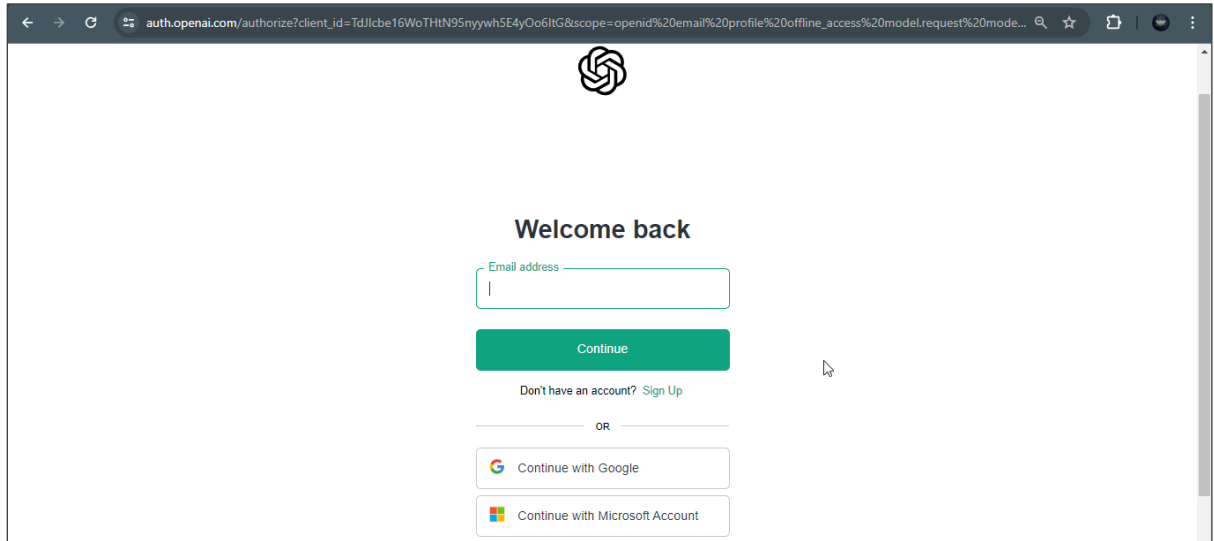 auth.openai.com/authorize?client_id=TdJIcbe16WoTHtN95nyywh5E4yOo6ItG&scope=openid%20email%20profile%20offline_access%20model.request%20mode...
Welcome back
Email address
Continue
Don't have an account? Sign Up
OR
Continue with Google
Continue with Microsoft Account